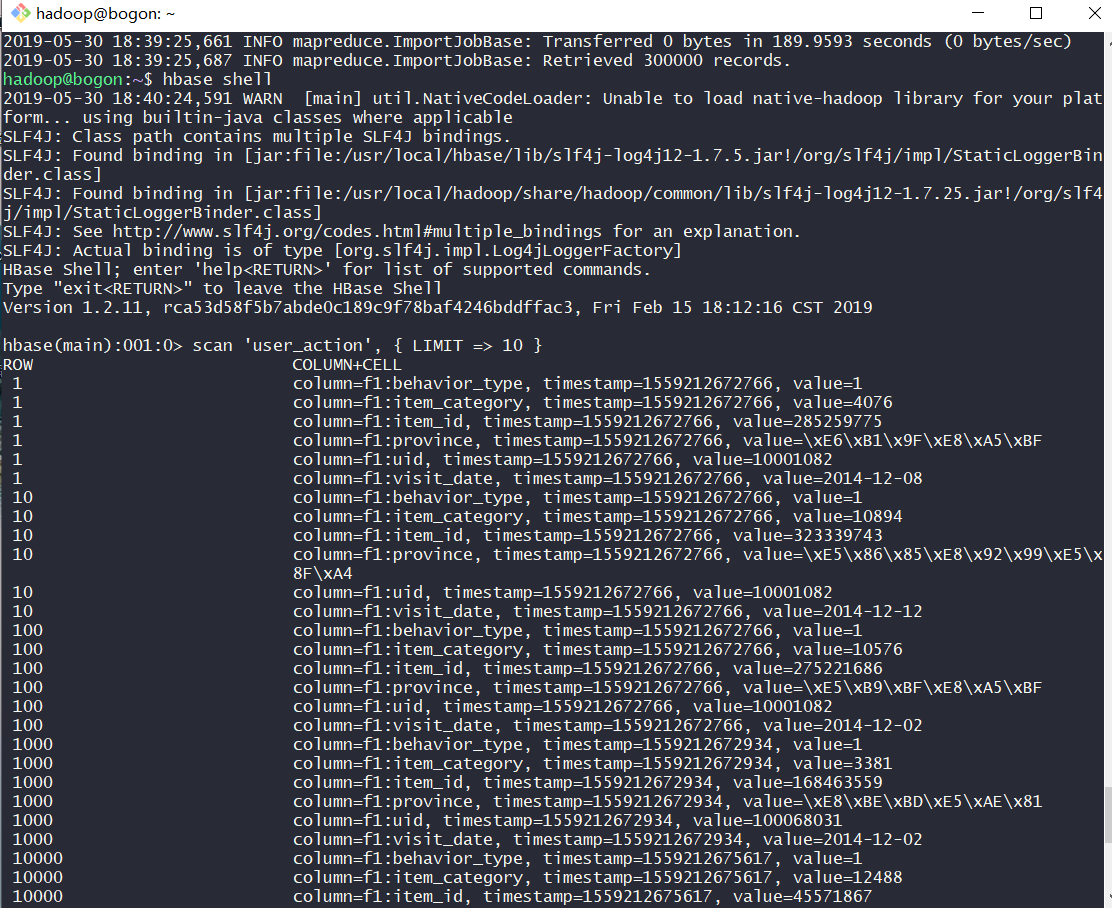 hadoop@bogon: ~
2019-05-30 18:39:25,661 INFO mapreduce.ImportJobBase: Transferred 0 bytes in 189.9593 seconds (0 bytes/sec)
2019-05-30 18:39:25,687 INFO mapreduce.ImportJobBase: Retrieved 300000 records.
hadoop@bogon:~$ hbase shell
2019-05-30 18:40:24,591 WARN  [main] util.NativeCodeLoader: Unable to load native-hadoop library for your plat
form... using builtin-java classes where applicable
SLF4J: Class path contains multiple SLF4J bindings.
SLF4J: Found binding in [jar:file:/usr/local/hbase/lib/slf4j-log4j12-1.7.5.jar!/org/slf4j/impl/StaticLoggerBin
der.class]
SLF4J: Found binding in [jar:file:/usr/local/hadoop/share/hadoop/common/lib/slf4j-log4j12-1.7.25.jar!/org/slf4
j/impl/StaticLoggerBinder.class]
SLF4J: See http://www.slf4j.org/codes.html#multiple_bindings for an explanation.
SLF4J: Actual binding is of type [org.slf4j.impl.Log4jLoggerFactory]
HBase Shell; enter 'help<RETURN>' for list of supported commands.
Type "exit<RETURN>" to leave the HBase Shell
Version 1.2.11, rca53d58f5b7abde0c189c9f78baf4246bddffac3, Fri Feb 15 18:12:16 CST 2019
hbase(main):001:0> scan 'user_action', { LIMIT => 10 }
ROW                          COLUMN+CELL
 1                           column=f1:behavior_type, timestamp=1559212672766, value=1
 1                           column=f1:item_category, timestamp=1559212672766, value=4076
 1                           column=f1:item_id, timestamp=1559212672766, value=285259775
 1                           column=f1:province, timestamp=1559212672766, value=\xE6\xB1\x9F\xE8\xA5\xBF
 1                           column=f1:uid, timestamp=1559212672766, value=10001082
 1                           column=f1:visit_date, timestamp=1559212672766, value=2014-12-08
 10                          column=f1:behavior_type, timestamp=1559212672766, value=1
 10                          column=f1:item_category, timestamp=1559212672766, value=10894
 10                          column=f1:item_id, timestamp=1559212672766, value=323339743
 10                          column=f1:province, timestamp=1559212672766, value=\xE5\x86\x85\xE8\x92\x99\xE5\x
                             8F\xA4
 10                          column=f1:uid, timestamp=1559212672766, value=10001082
 10                          column=f1:visit_date, timestamp=1559212672766, value=2014-12-12
 100                         column=f1:behavior_type, timestamp=1559212672766, value=1
 100                         column=f1:item_category, timestamp=1559212672766, value=10576
 100                         column=f1:item_id, timestamp=1559212672766, value=275221686
 100                         column=f1:province, timestamp=1559212672766, value=\xE5\xB9\xBF\xE8\xA5\xBF
 100                         column=f1:uid, timestamp=1559212672766, value=10001082
 100                         column=f1:visit_date, timestamp=1559212672766, value=2014-12-02
 1000                        column=f1:behavior_type, timestamp=1559212672934, value=1
 1000                        column=f1:item_category, timestamp=1559212672934, value=3381
 1000                        column=f1:item_id, timestamp=1559212672934, value=168463559
 1000                        column=f1:province, timestamp=1559212672934, value=\xE8\xBE\xBD\xE5\xAE\x81
 1000                        column=f1:uid, timestamp=1559212672934, value=100068031
 1000                        column=f1:visit_date, timestamp=1559212672934, value=2014-12-02
 10000                       column=f1:behavior_type, timestamp=1559212675617, value=1
 10000                       column=f1:item_category, timestamp=1559212675617, value=12488
 10000                       column=f1:item_id, timestamp=1559212675617, value=45571867